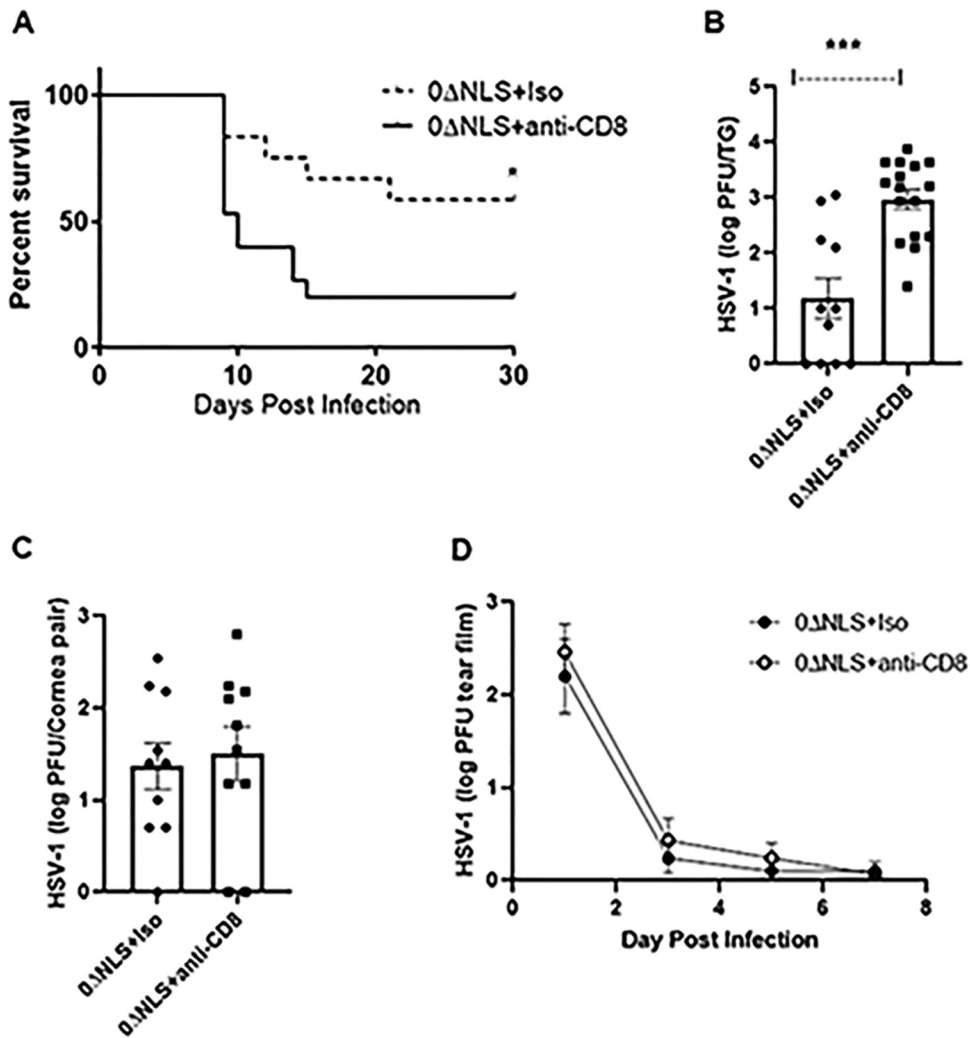 A
Percent survival
100
50
0
0
10
20
30
Days Post Infection
0ΔNLS+Iso
0ΔNLS+anti-CD8
*
B
***
HSV-1 (log PFU/TG)
5
4
3
2
1
0
0ΔNLS+Iso
0ΔNLS+anti-CD8
C
HSV-1 (log PFU/Cornea pair)
3
2
1
0
0ΔNLS+Iso
0ΔNLS+anti-CD8
D
HSV-1 (log PFU tear film)
3
2
1
0
0
2
4
6
8
Day Post Infection
0ΔNLS+Iso
0ΔNLS+anti-CD8